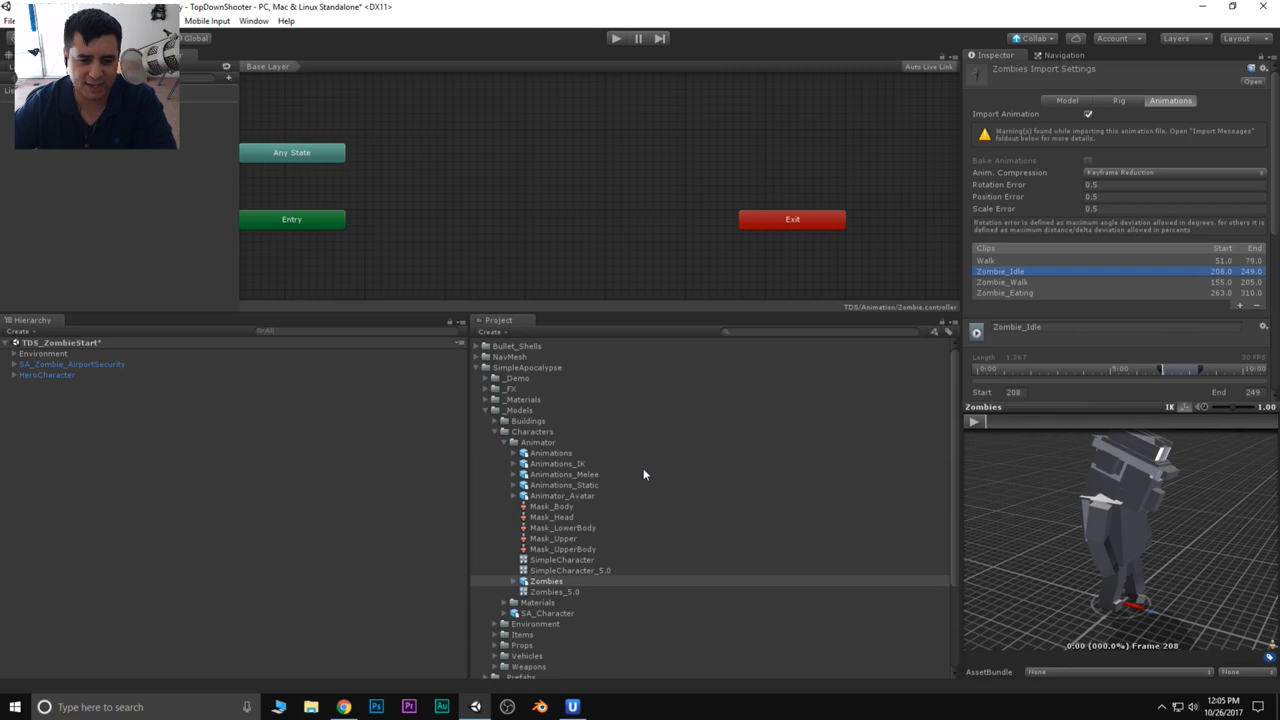 - TopDownShooter - PC, Mac & Linux Standalone* <DX11>
Mobile Input Window Help
Global
Collab Account Layers Layout
Base Layer
Auto Live Link
Any State
Entry
Exit
TDS/Animation/Zombie.controller
Inspector Navigation
Zombies Import Settings
Open
Model Rig Animations
Import Animation
Warning(s) found while importing this animation file. Open "Import Messages"
foldout below for more details.
Bake Animations
Anim. Compression Keyframe Reduction
Rotation Error 0.5
Position Error 0.5
Scale Error 0.5
Rotation error is defined as maximum angle deviation allowed in degrees, for others it is
defined as maximum distance/delta deviation allowed in percents
Clips Start End
Walk 51.0 79.0
Zombie_Idle 208.0 249.0
Zombie_Walk 155.0 205.0
Zombie_Eating 263.0 310.0
Zombie_Idle
Length 1.367 30 FPS
0:00 5:00 10:00
Start 208 End 249
Zombies IK 1.00
0:00 (000.0%) Frame 208
AssetBundle None None
Hierarchy
Create All
TDS_ZombieStart*
Environment
SA_Zombie_AirportSecurity
HeroCharacter
Project
Create
Bullet_Shells
NavMesh
SimpleApocalypse
_Demo
_FX
_Materials
_Models
Buildings
Characters
Animator
Animations
Animations_IK
Animations_Melee
Animations_Static
Animator_Avatar
Mask_Body
Mask_Head
Mask_LowerBody
Mask_Upper
Mask_UpperBody
SimpleCharacter
SimpleCharacter_5.0
Zombies
Zombies_5.0
Materials
SA_Character
Environment
Items
Props
Vehicles
Weapons
_Prefabs
Type here to search
12:05 PM
10/26/2017